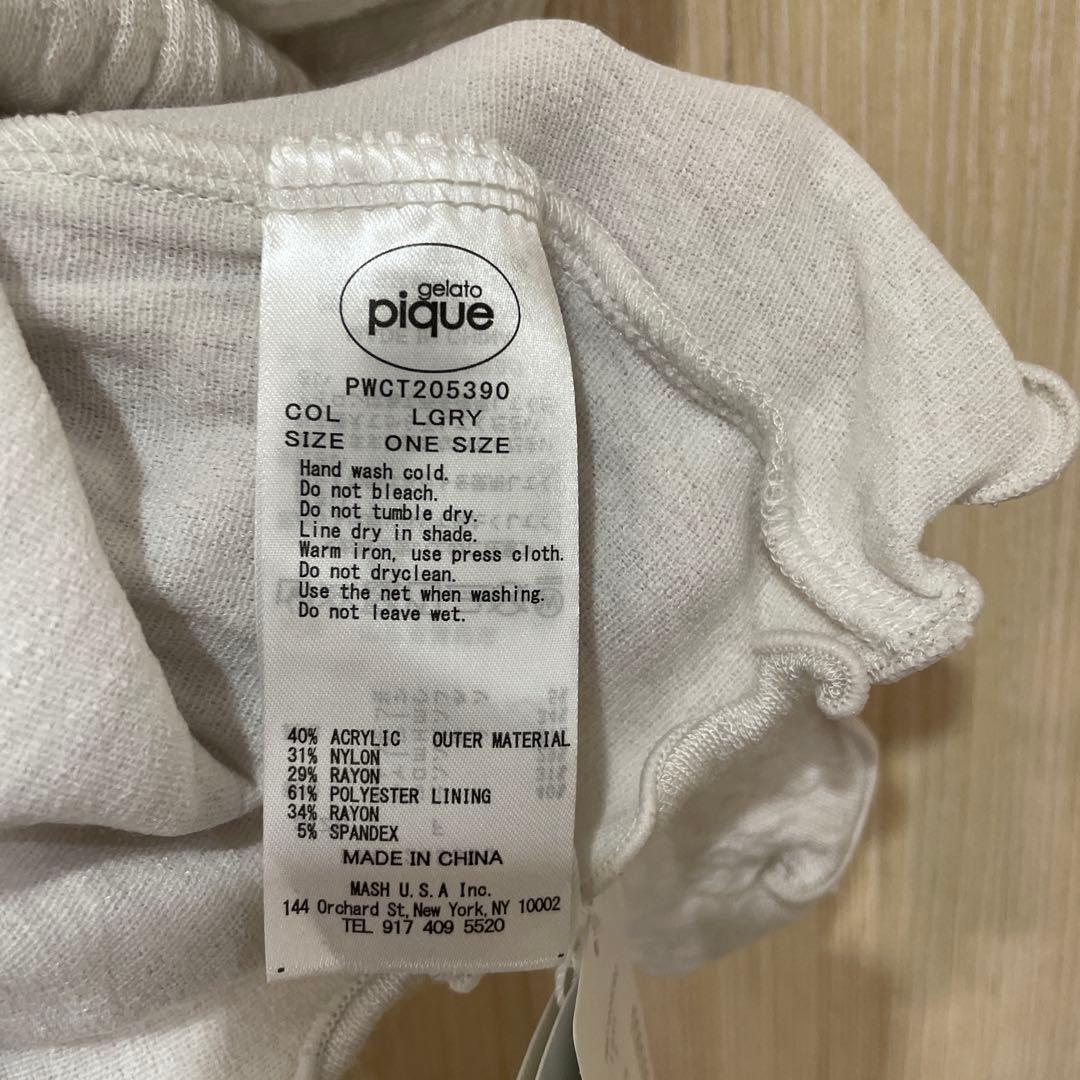 gelato
pique
PWCT205390
COL LGRY
SIZE ONE SIZE
Hand wash cold.
Do not bleach.
Do not tumble dry.
Line dry in shade.
Warm iron, use press cloth.
Do not dryclean.
Use the net when washing.
Do not leave wet.
40% ACRYLIC OUTER MATERIAL
31% NYLON
29% RAYON
61% POLYESTER LINING
34% RAYON
5% SPANDEX
MADE IN CHINA
MASH U.S.A Inc.
144 Orchard St, New York, NY 10002
TEL 917 409 5520